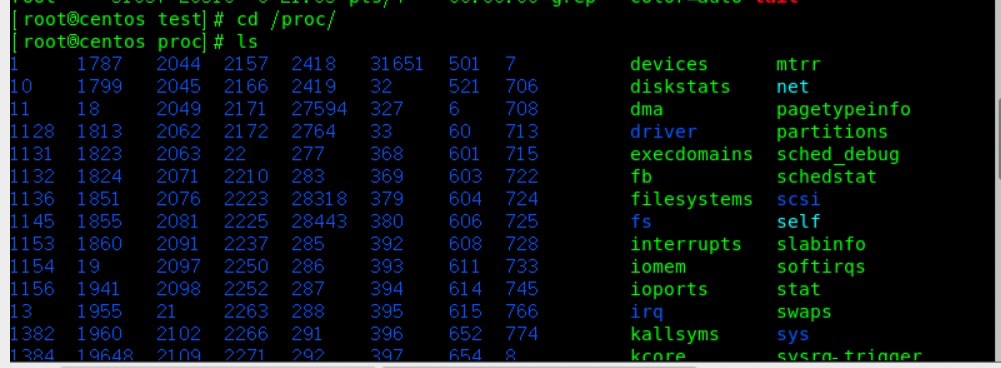 [root@centos test]# cd /proc/
[root@centos proc]# ls
1 1787 2044 2157 2418 31651 501 7 devices mtrr
10 1799 2045 2166 2419 32 521 706 diskstats net
11 18 2049 2171 27594 327 6 708 dma pagetypeinfo
1128 1813 2062 2172 2764 33 60 713 driver partitions
1131 1823 2063 22 277 368 601 715 execdomains sched_debug
1132 1824 2071 2210 283 369 603 722 fb schedstat
1136 1851 2076 2223 28318 379 604 724 filesystems scsi
1145 1855 2081 2225 28443 380 606 725 fs self
1153 1860 2091 2237 285 392 608 728 interrupts slabinfo
1154 19 2097 2250 286 393 611 733 iomem softirqs
1156 1941 2098 2252 287 394 614 745 ioports stat
13 1955 21 2263 288 395 615 766 irq swaps
1382 1960 2102 2266 291 396 652 774 kallsyms sys
1384 19648 2109 2271 292 397 654 8 kcore sysrq-trigger